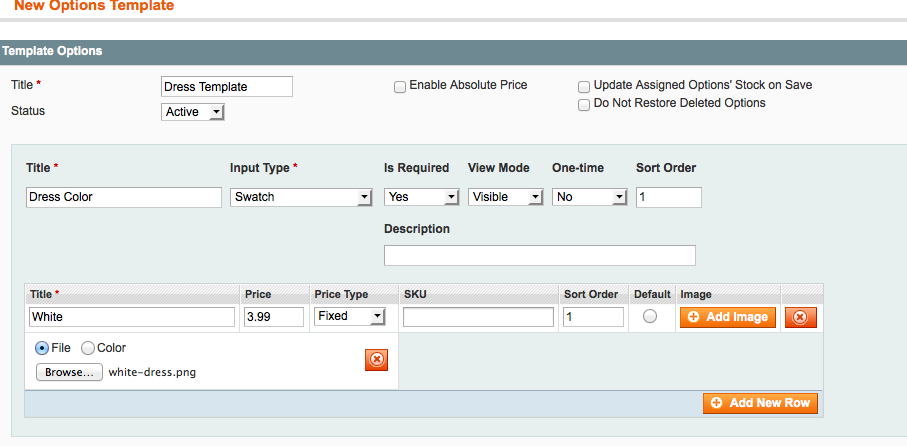 New Options Template
Template Options
Title * Dress Template Enable Absolute Price Update Assigned Options' Stock on Save
Status Active Do Not Restore Deleted Options
Title * Input Type * Is Required View Mode One-time Sort Order
Dress Color Swatch Yes Visible No 1
Description
Title * Price Price Type SKU Sort Order Default Image
White 3.99 Fixed 1 Add Image
File Color
Browse... white-dress.png
Add New Row